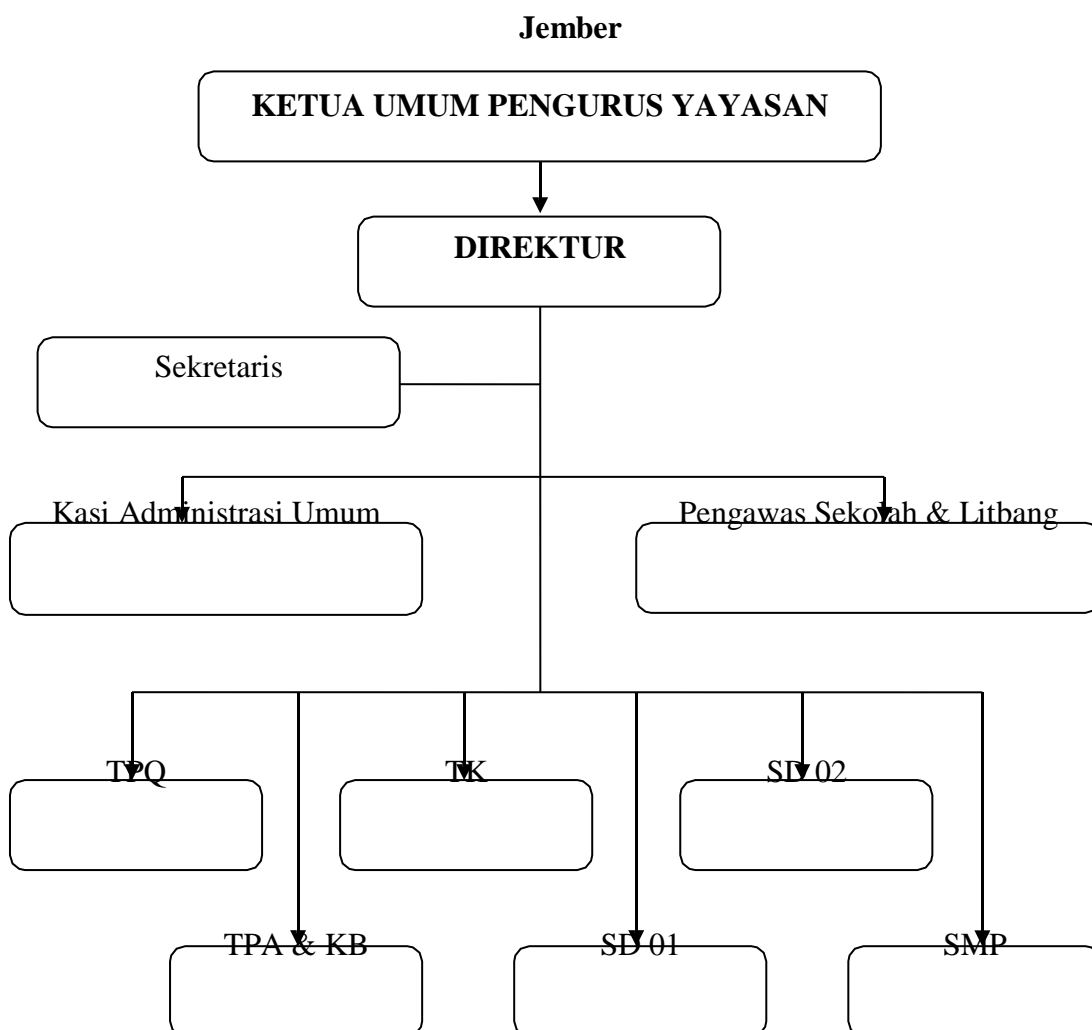 Jember
KETUA UMUM PENGURUS YAYASAN
DIREKTUR
Sekretaris
Kasi Administrasi Umum
Pengawas Sekolah & Litbang
TPQ
TK
SD 02
TPA & KB
SD 01
SMP